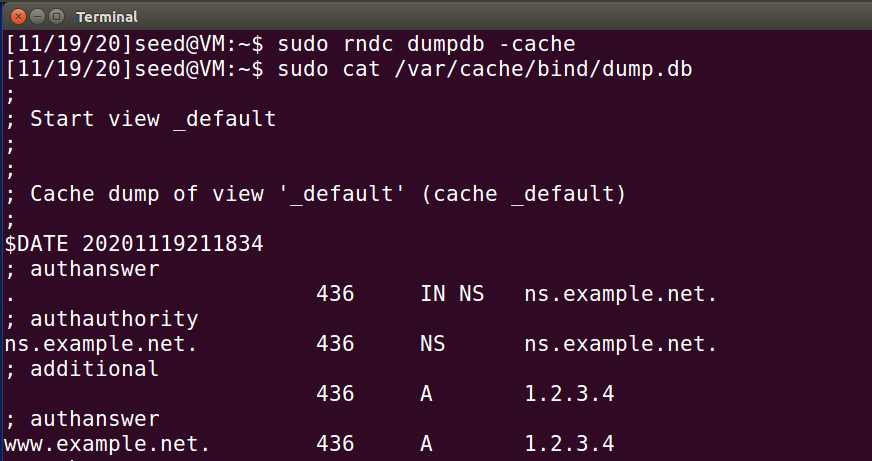 Terminal
[11/19/20]seed@VM:~$ sudo rndc dumpdb -cache
[11/19/20]seed@VM:~$ sudo cat /var/cache/bind/dump.db
;
; Start view _default
;
;
; Cache dump of view '_default' (cache _default)
;
$DATE 20201119211834
; authanswer
. 436 IN NS ns.example.net.
; authauthority
ns.example.net. 436 NS ns.example.net.
; additional
436 A 1.2.3.4
; authanswer
www.example.net. 436 A 1.2.3.4